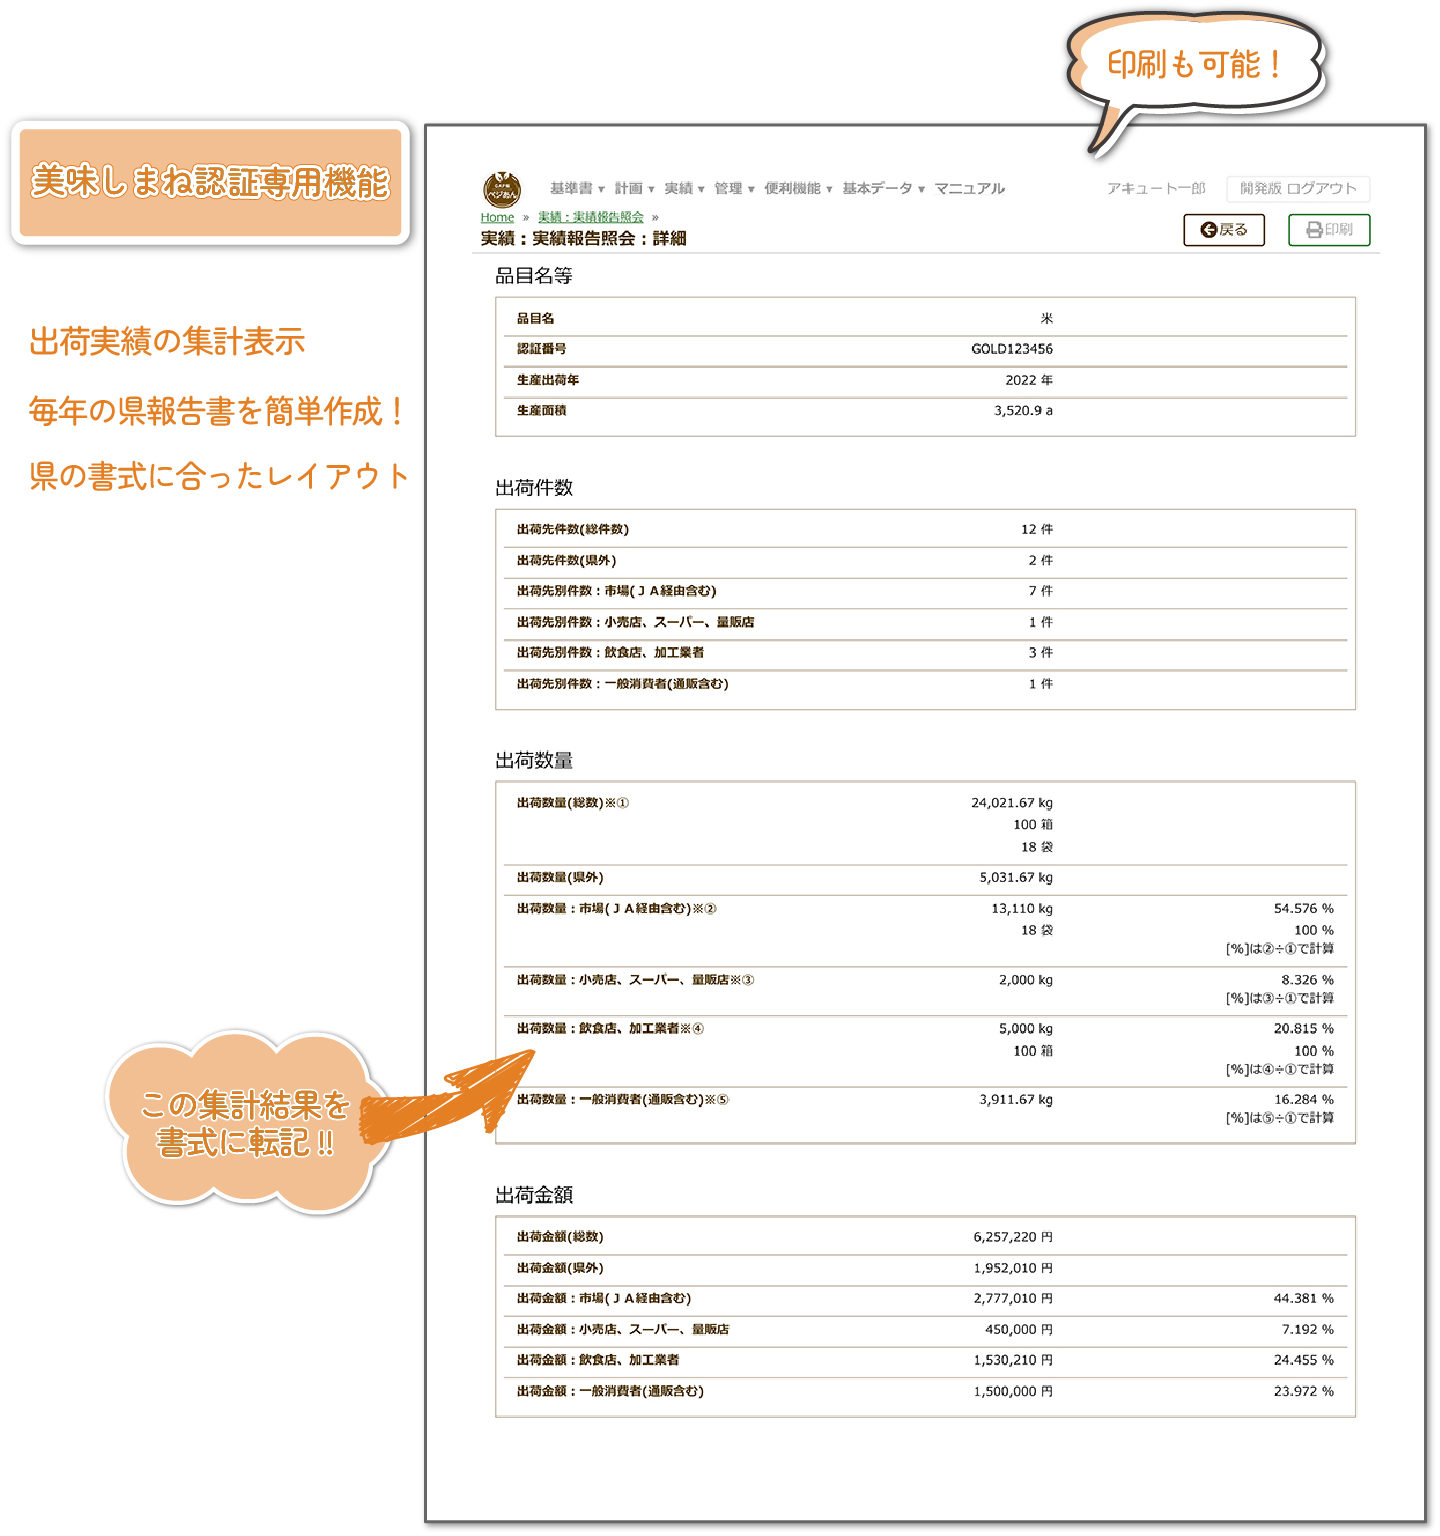 印刷も可能！
美味しまね認証専用機能
出荷実績の集計表示
毎年の県報告書を簡単作成！
県の書式に合ったレイアウト
この集計結果を
書式に転記!!
ベジたん
基準書 ▾ 計画 ▾ 実績 ▾ 管理 ▾ 便利機能 ▾ 基本データ ▾ マニュアル アキュート一郎 開発版 ログアウト
Home » 実績：実績報告照会 »
実績：実績報告照会：詳細 戻る 印刷
品目名等
品目名 米
認証番号 GOLD123456
生産出荷年 2022 年
生産面積 3,520.9 a
出荷件数
出荷先件数(総件数) 12 件
出荷先件数(県外) 2 件
出荷先別件数：市場(ＪＡ経由含む) 7 件
出荷先別件数：小売店、スーパー、量販店 1 件
出荷先別件数：飲食店、加工業者 3 件
出荷先別件数：一般消費者(通販含む) 1 件
出荷数量
出荷数量(総数)※① 24,021.67 kg
100 箱
18 袋
出荷数量(県外) 5,031.67 kg
出荷数量：市場(ＪＡ経由含む)※② 13,110 kg 54.576 %
18 袋 100 %
[%]は②÷①で計算
出荷数量：小売店、スーパー、量販店※③ 2,000 kg 8.326 %
[%]は③÷①で計算
出荷数量：飲食店、加工業者※④ 5,000 kg 20.815 %
100 箱 100 %
[%]は④÷①で計算
出荷数量：一般消費者(通販含む)※⑤ 3,911.67 kg 16.284 %
[%]は⑤÷①で計算
出荷金額
出荷金額(総数) 6,257,220 円
出荷金額(県外) 1,952,010 円
出荷金額：市場(ＪＡ経由含む) 2,777,010 円 44.381 %
出荷金額：小売店、スーパー、量販店 450,000 円 7.192 %
出荷金額：飲食店、加工業者 1,530,210 円 24.455 %
出荷金額：一般消費者(通販含む) 1,500,000 円 23.972 %